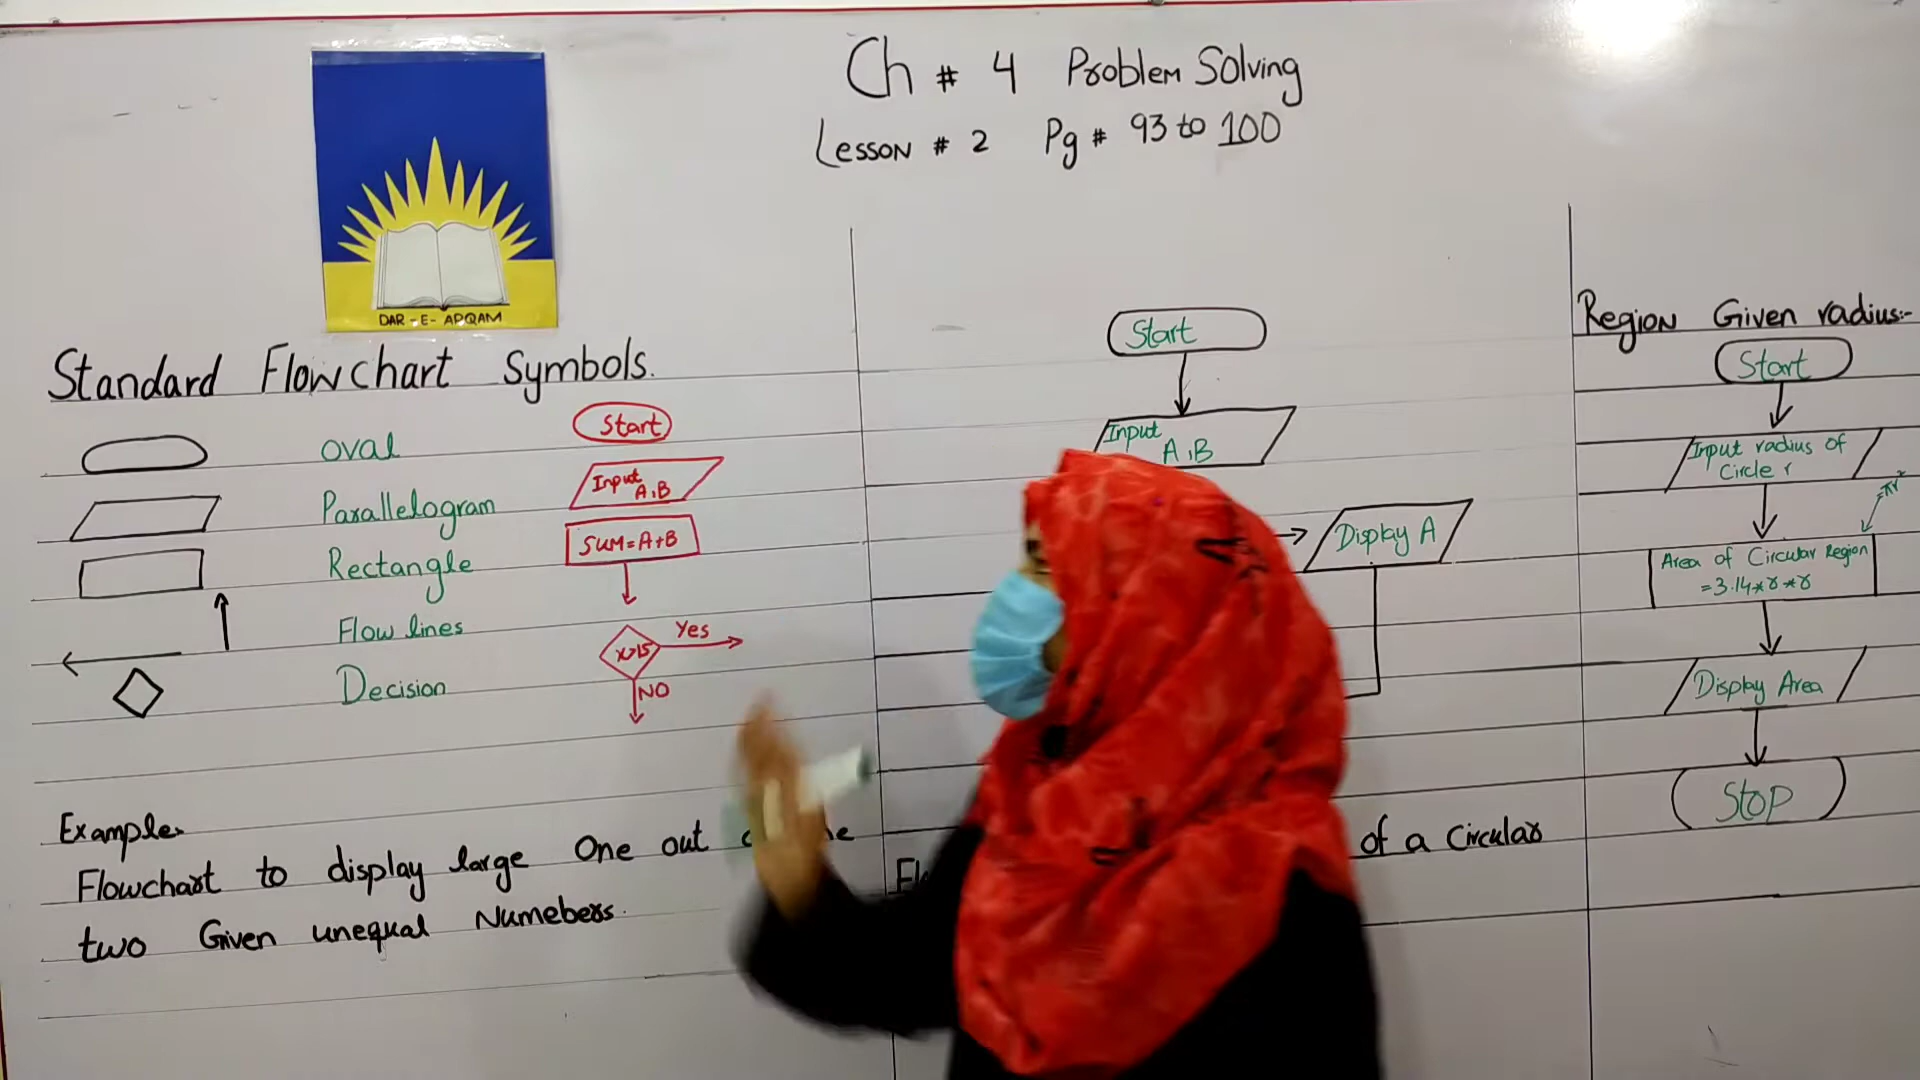 Ch # 4 Problem Solving
Lesson # 2 Pg # 93 to 100
DAR-E-ARQAM
Standard Flowchart Symbols.
oval
Start
Parallelogram
Input
A,B
Rectangle
SUM=A+B
Flow lines
Decision
x>15
Yes
NO
Example
Flowchart to display large One out
two Given unequal Numebers.
Start
Input
A,B
Display A
of a Circular
Region Given radius:-
Start
Input radius of
Circle r
Area of Circular Region
=3.14*r*r
Display Area
Stop